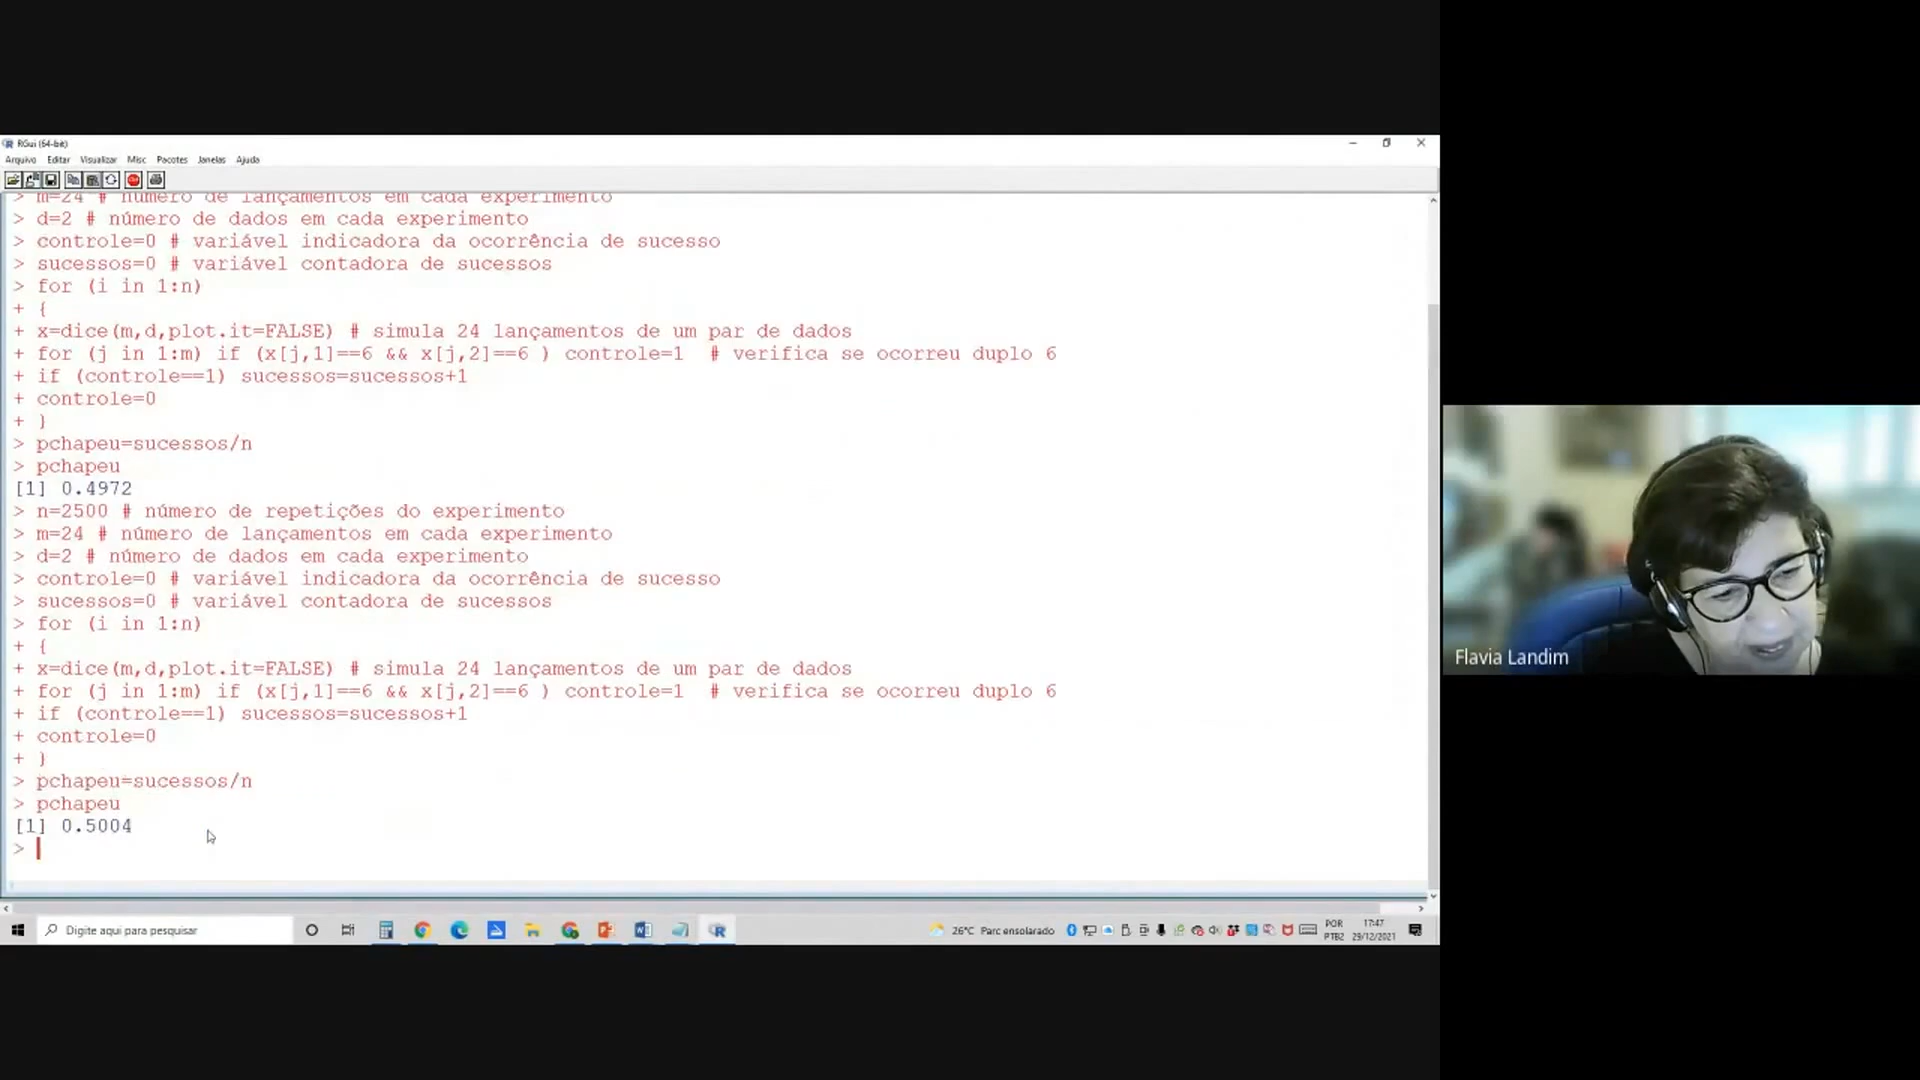 RGui (64-bit)
Arquivo Editar Visualizar Misc Pacotes Janelas Ajuda
> m=24 # número de lançamentos em cada experimento
> d=2 # número de dados em cada experimento
> controle=0 # variável indicadora da ocorrência de sucesso
> sucessos=0 # variável contadora de sucessos
> for (i in 1:n)
+ {
+ x=dice(m,d,plot.it=FALSE) # simula 24 lançamentos de um par de dados
+ for (j in 1:m) if (x[j,1]==6 && x[j,2]==6 ) controle=1  # verifica se ocorreu duplo 6
+ if (controle==1) sucessos=sucessos+1
+ controle=0
+ }
> pchapeu=sucessos/n
> pchapeu
[1] 0.4972
> n=2500 # número de repetições do experimento
> m=24 # número de lançamentos em cada experimento
> d=2 # número de dados em cada experimento
> controle=0 # variável indicadora da ocorrência de sucesso
> sucessos=0 # variável contadora de sucessos
> for (i in 1:n)
+ {
+ x=dice(m,d,plot.it=FALSE) # simula 24 lançamentos de um par de dados
+ for (j in 1:m) if (x[j,1]==6 && x[j,2]==6 ) controle=1  # verifica se ocorreu duplo 6
+ if (controle==1) sucessos=sucessos+1
+ controle=0
+ }
> pchapeu=sucessos/n
> pchapeu
[1] 0.5004
>
Flavia Landim
Digite aqui para pesquisar
26°C Parc ensolarado
POR
PTB2
17:47
29/12/2021